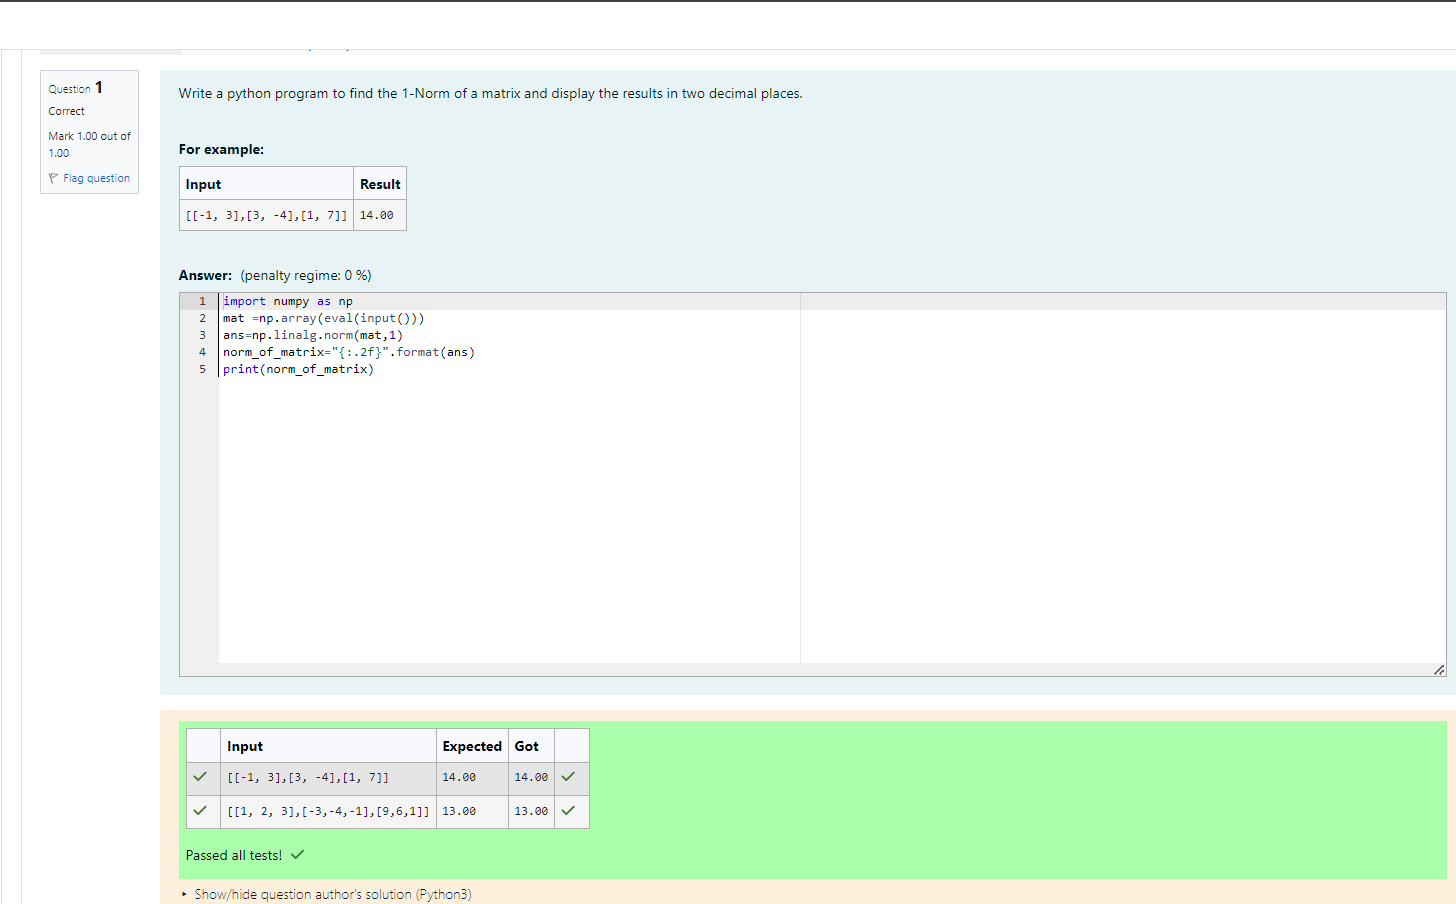 Question 1
Correct
Mark 1.00 out of
1.00
Flag question
Write a python program to find the 1-Norm of a matrix and display the results in two decimal places.
For example:
Input Result
[[-1, 3],[3, -4],[1, 7]] 14.00
Answer: (penalty regime: 0 %)
1 import numpy as np
2 mat =np.array(eval(input()))
3 ans=np.linalg.norm(mat,1)
4 norm_of_matrix="{:.2f}".format(ans)
5 print(norm_of_matrix)
Input Expected Got
[[-1, 3],[3, -4],[1, 7]] 14.00 14.00
[[1, 2, 3],[-3,-4,-1],[9,6,1]] 13.00 13.00
Passed all tests!
Show/hide question author's solution (Python3)